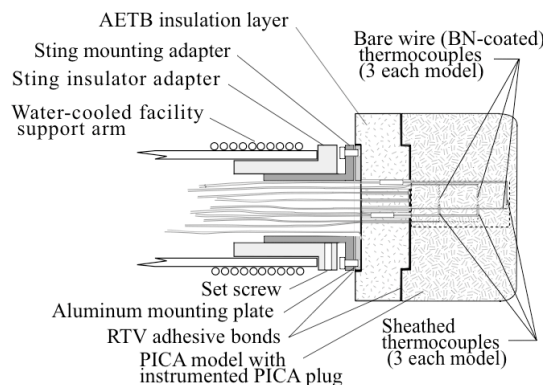 AETB insulation layer
Sting mounting adapter
Sting insulator adapter
Water-cooled facility
support arm
Bare wire (BN-coated)
thermocouples
(3 each model)
Set screw
Aluminum mounting plate
RTV adhesive bonds
PICA model with
instrumented PICA plug
Sheathed
thermocouples
(3 each model)